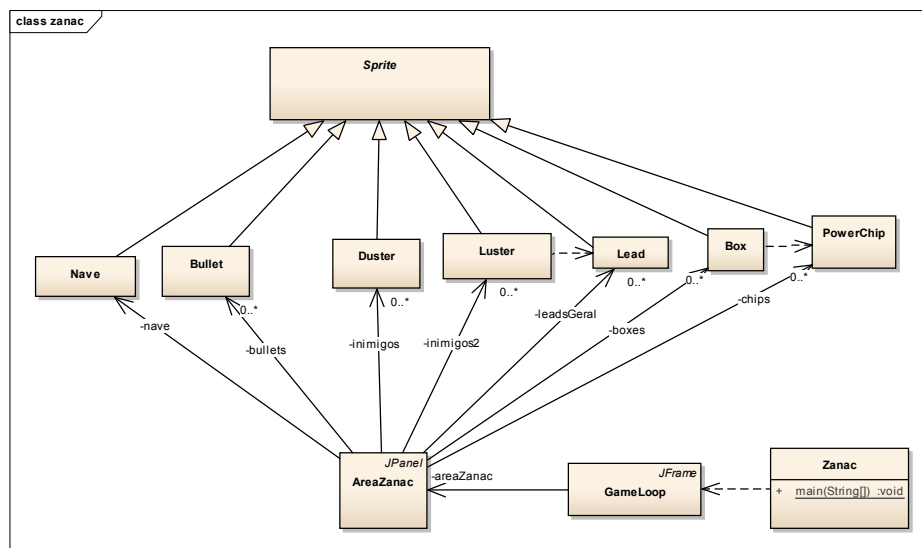 class zanac
Sprite
Nave
Bullet
Duster
Luster
Lead
Box
PowerChip
0..*
0..*
0..*
0..*
0..*
0..*
-nave
-bullets
-inimigos
-inimigos2
-leadsGeral
-boxes
-chips
JPanel
AreaZanac
-areaZanac
JFrame
GameLoop
Zanac
+ main(String[]) :void